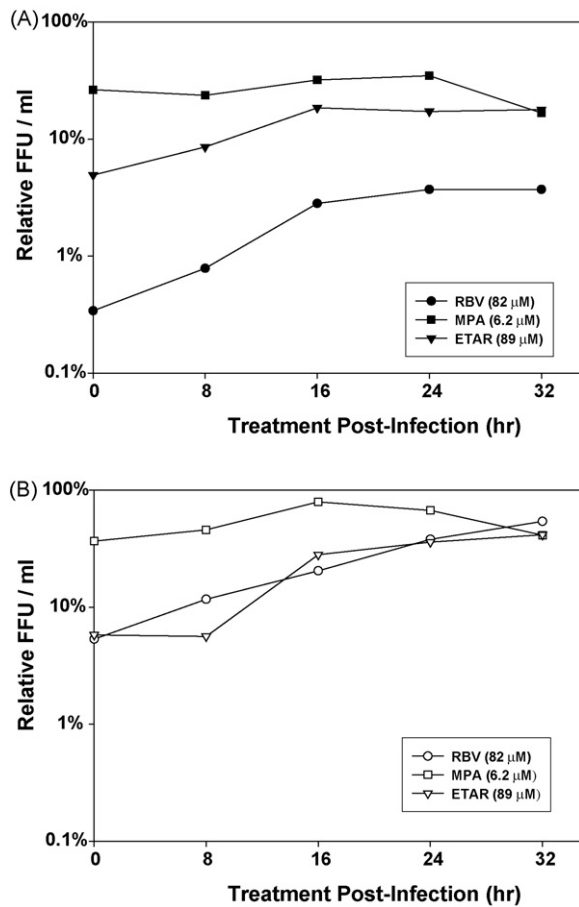 (A)
100%
10%
1%
0.1%
Relative FFU / ml
RBV (82 μM)
MPA (6.2 μM)
ETAR (89 μM)
0 8 16 24 32
Treatment Post-Infection (hr)
(B)
100%
10%
1%
0.1%
Relative FFU / ml
RBV (82 μM)
MPA (6.2 μM)
ETAR (89 μM)
0 8 16 24 32
Treatment Post-Infection (hr)